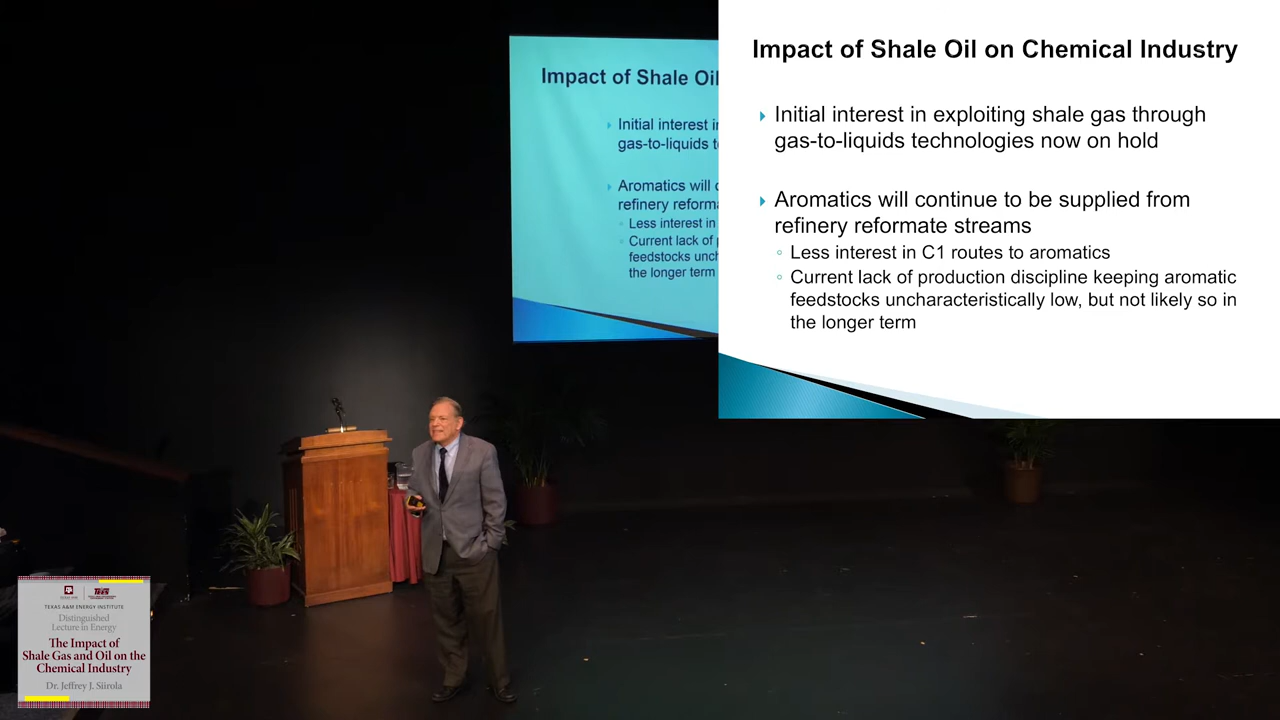 Impact of Shale Oil on Chemical Industry
Initial interest in exploiting shale gas through
gas-to-liquids technologies now on hold
Aromatics will continue to be supplied from
refinery reformate streams
Less interest in C1 routes to aromatics
Current lack of production discipline keeping aromatic
feedstocks uncharacteristically low, but not likely so in
the longer term
Impact of Shale Oil
Initial interest
gas-to-liquids
Aromatics will
refinery
Less interest in
Current lack of
feedstocks
the longer term
TEXAS A&M ENERGY INSTITUTE
Distinguished
Lecture in Energy
The Impact of
Shale Gas and Oil on the
Chemical Industry
Dr. Jeffrey J. Siirola